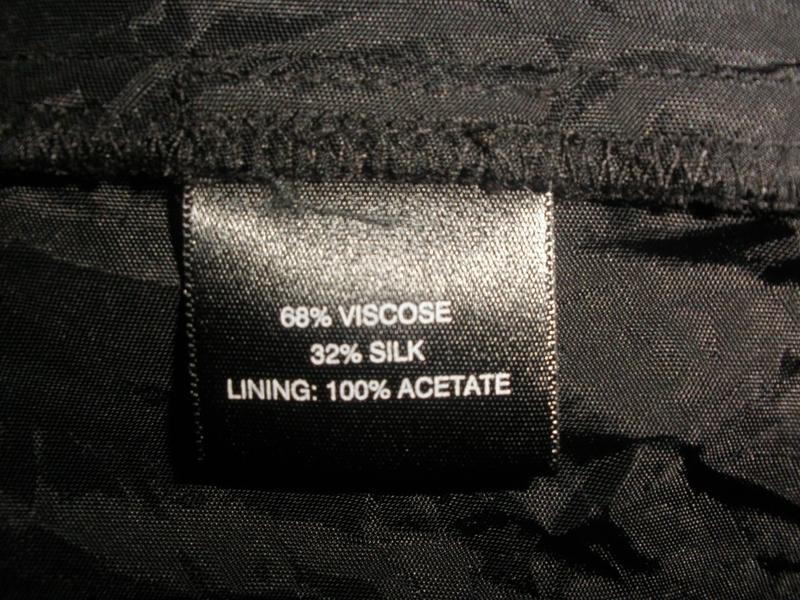 68% VISCOSE
32% SILK
LINING: 100% ACETATE